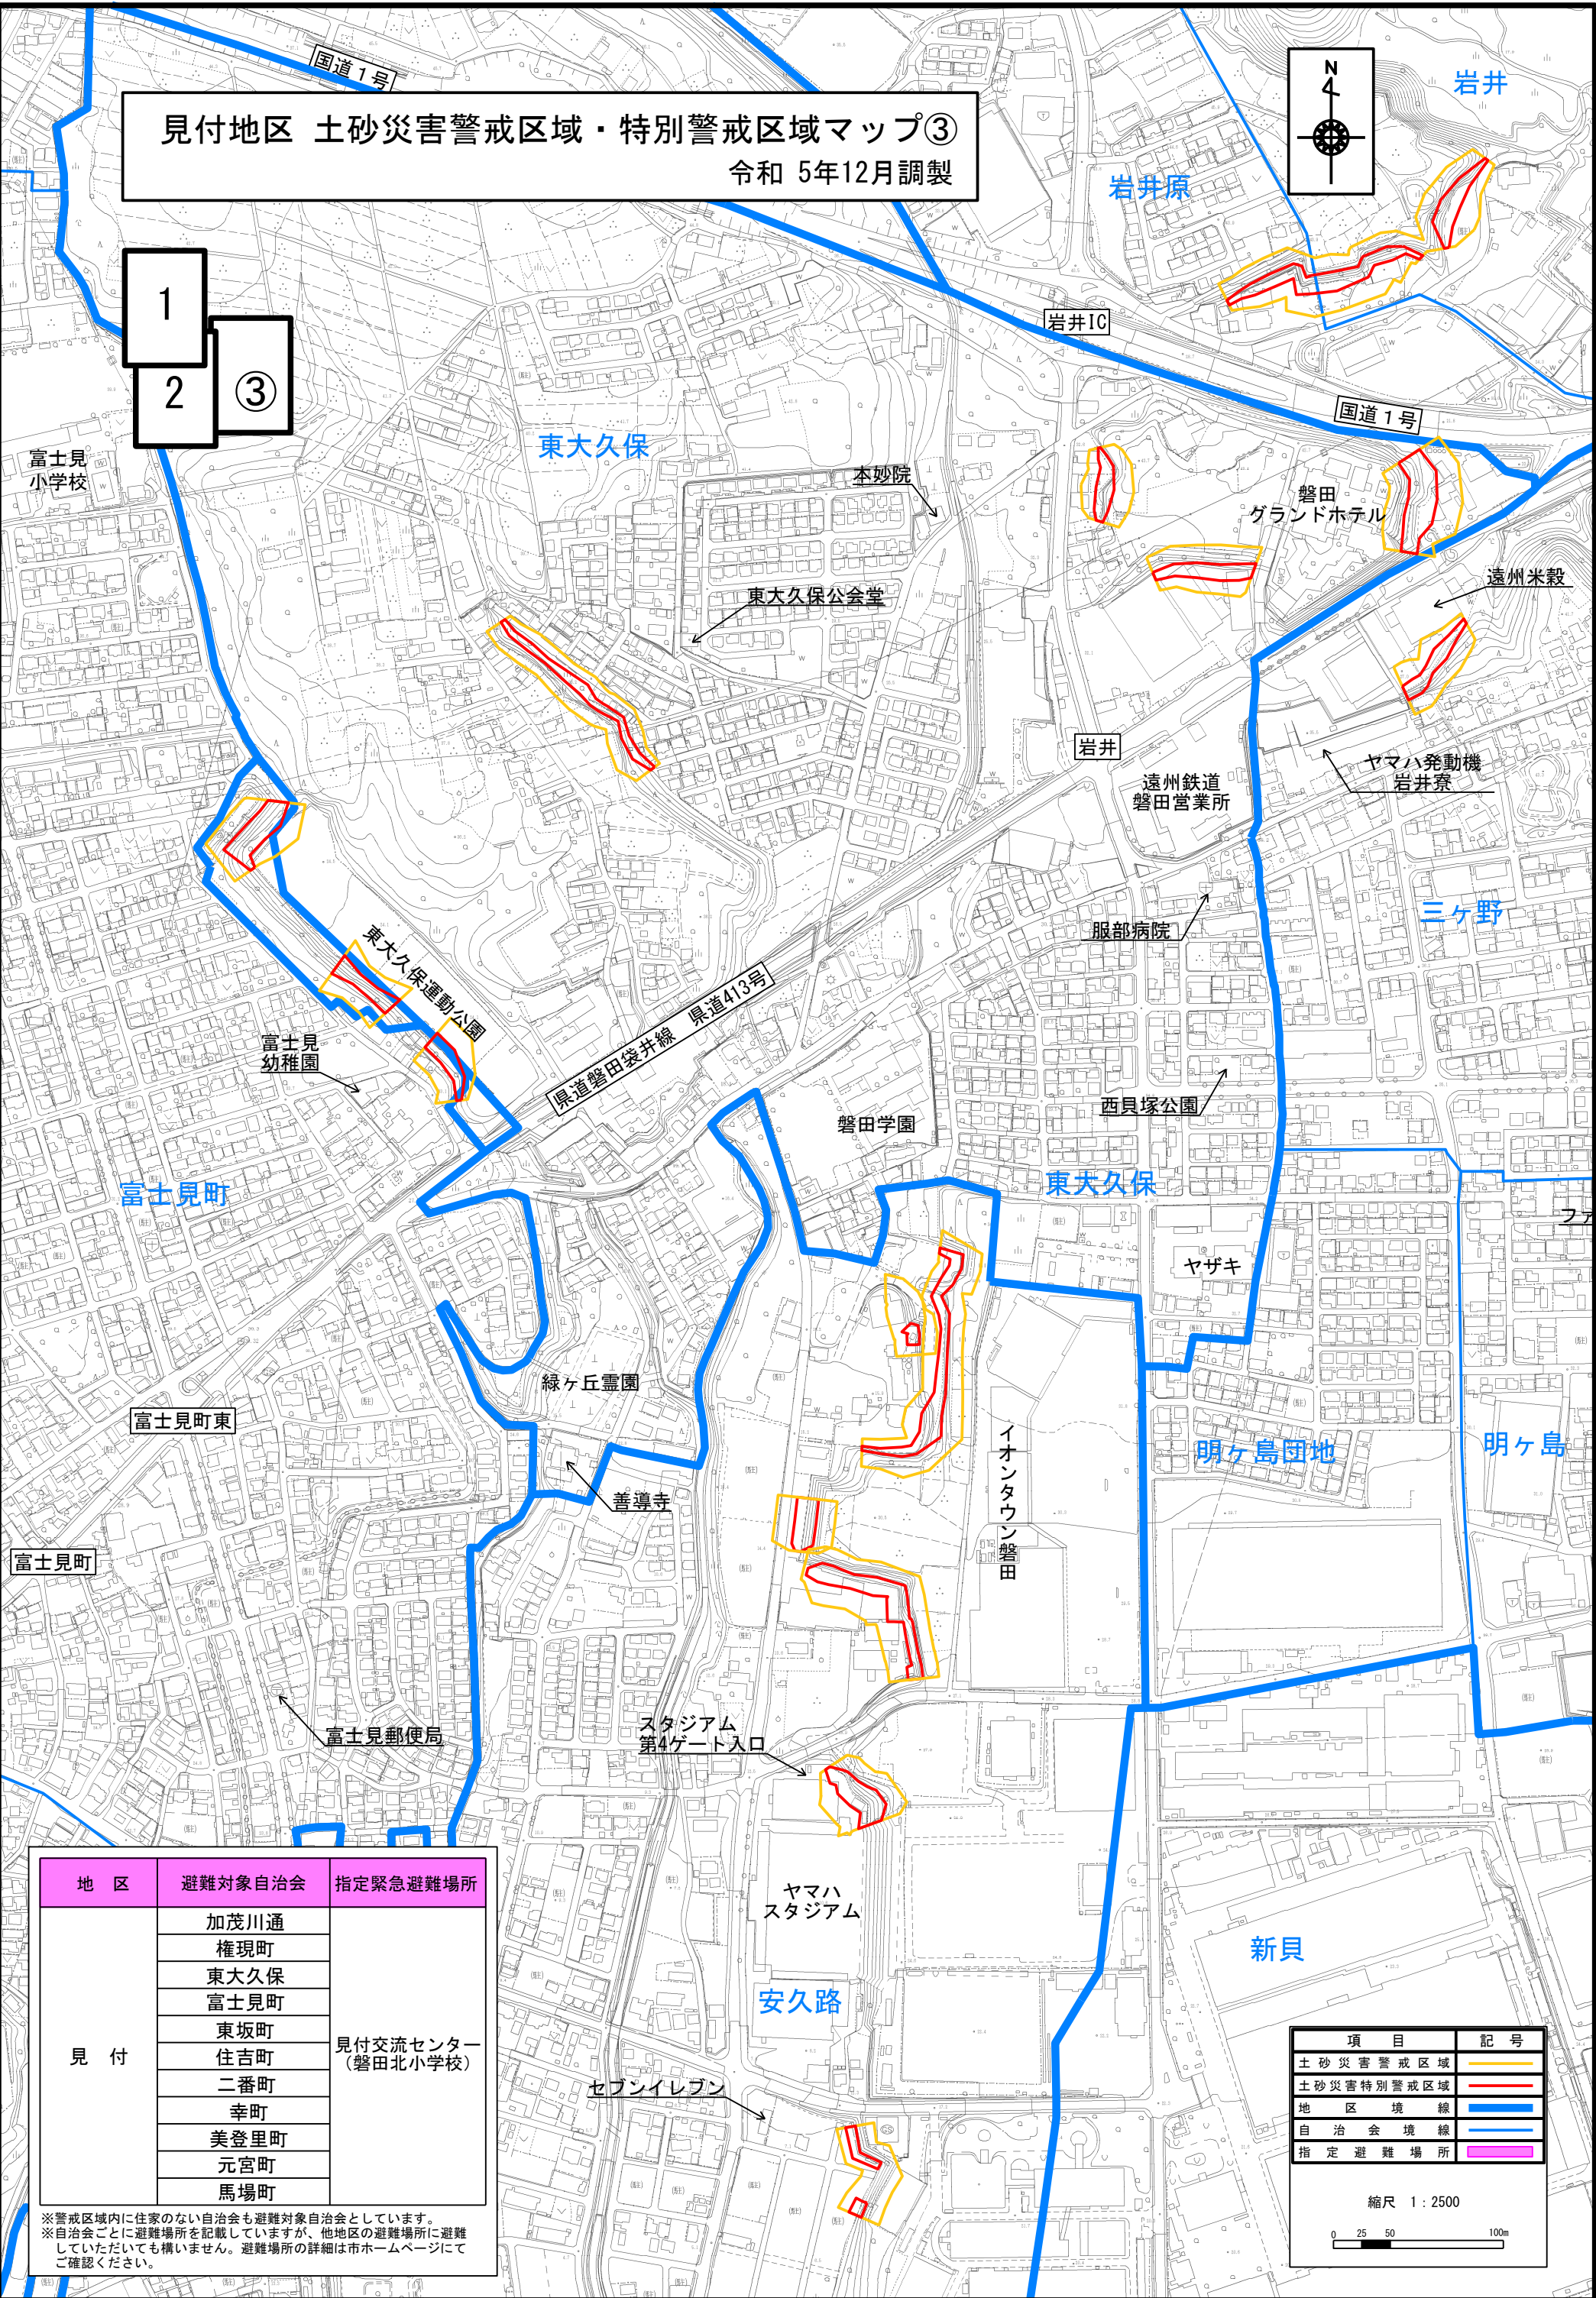 国道1号
見付地区 土砂災害警戒区域・特別警戒区域マップ③
令和 5年12月調製
N
岩井
岩井原
1
2
③
岩井IC
国道1号
富士見
小学校
東大久保
本妙院
磐田
グランドホテル
東大久保公会堂
遠州米穀
岩井
遠州鉄道
磐田営業所
ヤマハ発動機
岩井寮
服部病院
三ケ野
東大久保運動公園
富士見
幼稚園
県道磐田袋井線 県道413号
磐田学園
西貝塚公園
富士見町
東大久保
ファ
ヤザキ
緑ケ丘霊園
富士見町東
イオンタウン磐田
明ケ島団地
明ケ島
善導寺
富士見町
富士見郵便局
スタジアム
第4ゲート入口
ヤマハ
スタジアム
新貝
安久路
セブンイレブン
地 区 避難対象自治会 指定緊急避難場所
見 付
加茂川通
権現町
東大久保
富士見町
東坂町
住吉町
二番町
幸町
美登里町
元宮町
馬場町
見付交流センター
(磐田北小学校)
※警戒区域内に住家のない自治会も避難対象自治会としています。
※自治会ごとに避難場所を記載していますが、他地区の避難場所に避難
していただいても構いません。避難場所の詳細は市ホームページにて
ご確認ください。
項 目 記 号
土砂災害警戒区域
土砂災害特別警戒区域
地区境線
自治会境線
指定避難場所
縮尺 1:2500
0 25 50 100m